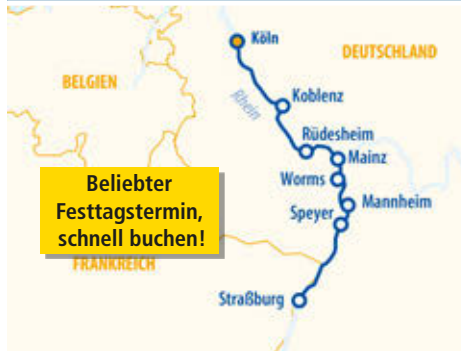 Köln
DEUTSCHLAND
BELGIEN
Koblenz
Rhein
Rüdesheim
Mainz
Worms
Beliebter
Festtagstermin,
schnell buchen!
Mannheim
Speyer
FRANKREICH
Straßburg